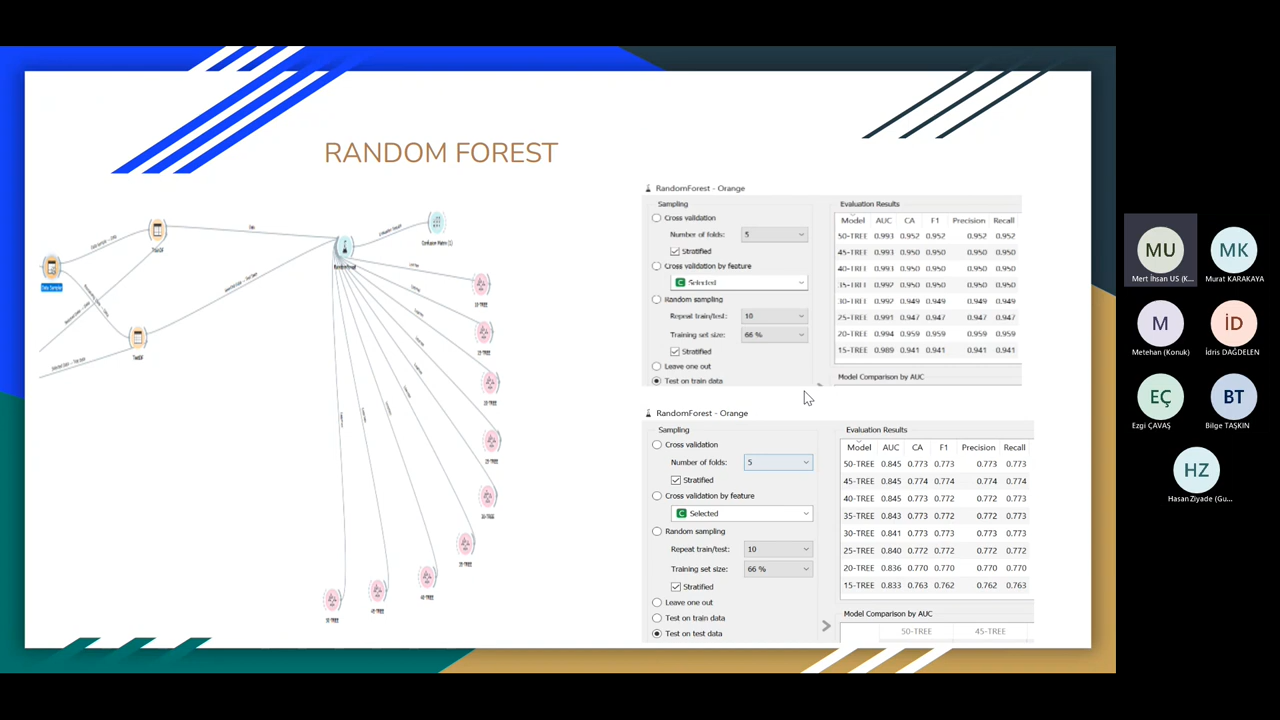 RANDOM FOREST
Data Sampler
RandomForest
Confusion Matrix (1)
50-TREE
RandomForest - Orange
Sampling
Cross validation
Number of folds: 5
Stratified
Cross validation by feature
C Selected
Random sampling
Repeat train/test: 10
Training set size: 66 %
Stratified
Leave one out
Test on train data
Evaluation Results
Model AUC CA F1 Precision Recall
50-TREE 0.993 0.952 0.952 0.952 0.952
45-TREE 0.993 0.950 0.950 0.950 0.950
40-TREE 0.993 0.950 0.950 0.950 0.950
35-TREE 0.992 0.950 0.950 0.950 0.950
30-TREE 0.992 0.949 0.949 0.949 0.949
25-TREE 0.991 0.947 0.947 0.947 0.947
20-TREE 0.994 0.959 0.959 0.959 0.959
15-TREE 0.989 0.941 0.941 0.941 0.941
Model Comparison by AUC
RandomForest - Orange
Sampling
Cross validation
Number of folds: 5
Stratified
Cross validation by feature
C Selected
Random sampling
Repeat train/test: 10
Training set size: 66 %
Stratified
Leave one out
Test on train data
Test on test data
Evaluation Results
Model AUC CA F1 Precision Recall
50-TREE 0.845 0.773 0.773 0.773 0.773
45-TREE 0.845 0.774 0.774 0.774 0.774
40-TREE 0.845 0.773 0.772 0.773 0.773
35-TREE 0.843 0.773 0.772 0.772 0.773
30-TREE 0.841 0.773 0.773 0.773 0.773
25-TREE 0.840 0.772 0.772 0.772 0.772
20-TREE 0.836 0.770 0.770 0.770 0.770
15-TREE 0.833 0.763 0.762 0.762 0.763
Model Comparison by AUC
50-TREE 45-TREE
MU
Mert İhsan US (K...
MK
Murat KARAKAYA
M
Metehan (Konuk)
İD
İdris DAĞDELEN
EÇ
Ezgi ÇAVAŞ
BT
Bilge TAŞKIN
HZ
Hasan Ziyade (Gu...